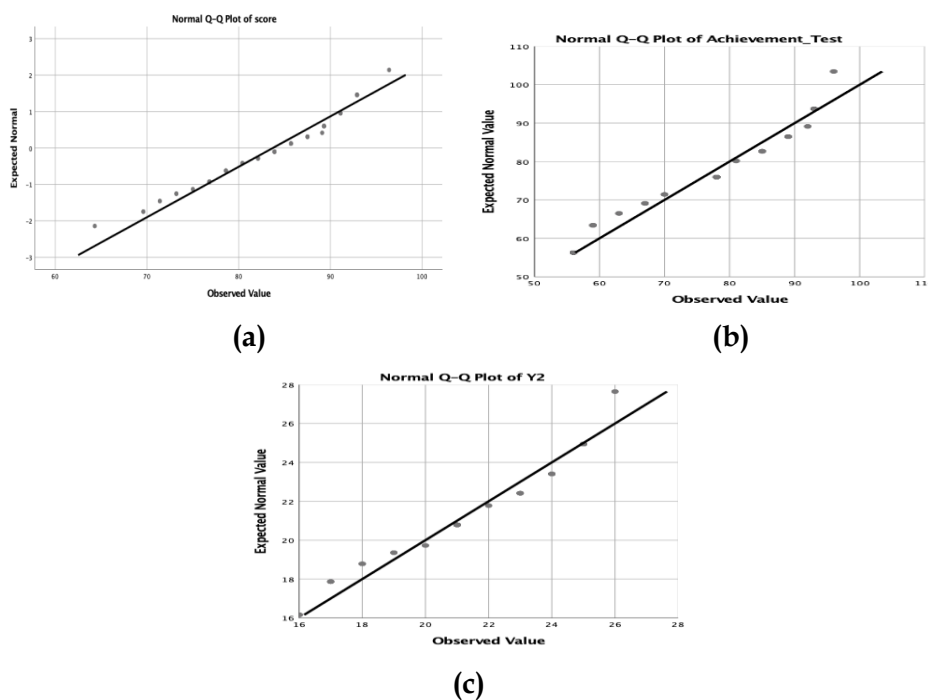 Normal Q-Q Plot of score
3
2
1
0
-1
-2
-3
60 70 80 90 100
Expected Normal
Observed Value
(a)
Normal Q-Q Plot of Achievement_Test
110
100
90
80
70
60
50
50 60 70 80 90 100 11
Expected Normal Value
Observed Value
(b)
Normal Q-Q Plot of Y2
28
26
24
22
20
18
16
16 18 20 22 24 26 28
Expected Normal Value
Observed Value
(c)